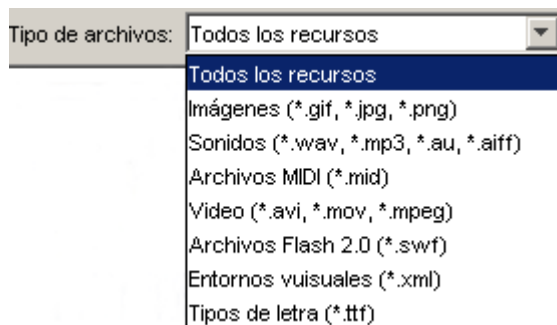 Tipo de archivos: Todos los recursos
Todos los recursos
Imágenes (*.gif, *.jpg, *.png)
Sonidos (*.wav, *.mp3, *.au, *.aiff)
Archivos MIDI (*.mid)
Video (*.avi, *.mov, *.mpeg)
Archivos Flash 2.0 (*.swf)
Entornos vuisuales (*.xml)
Tipos de letra (*.ttf)